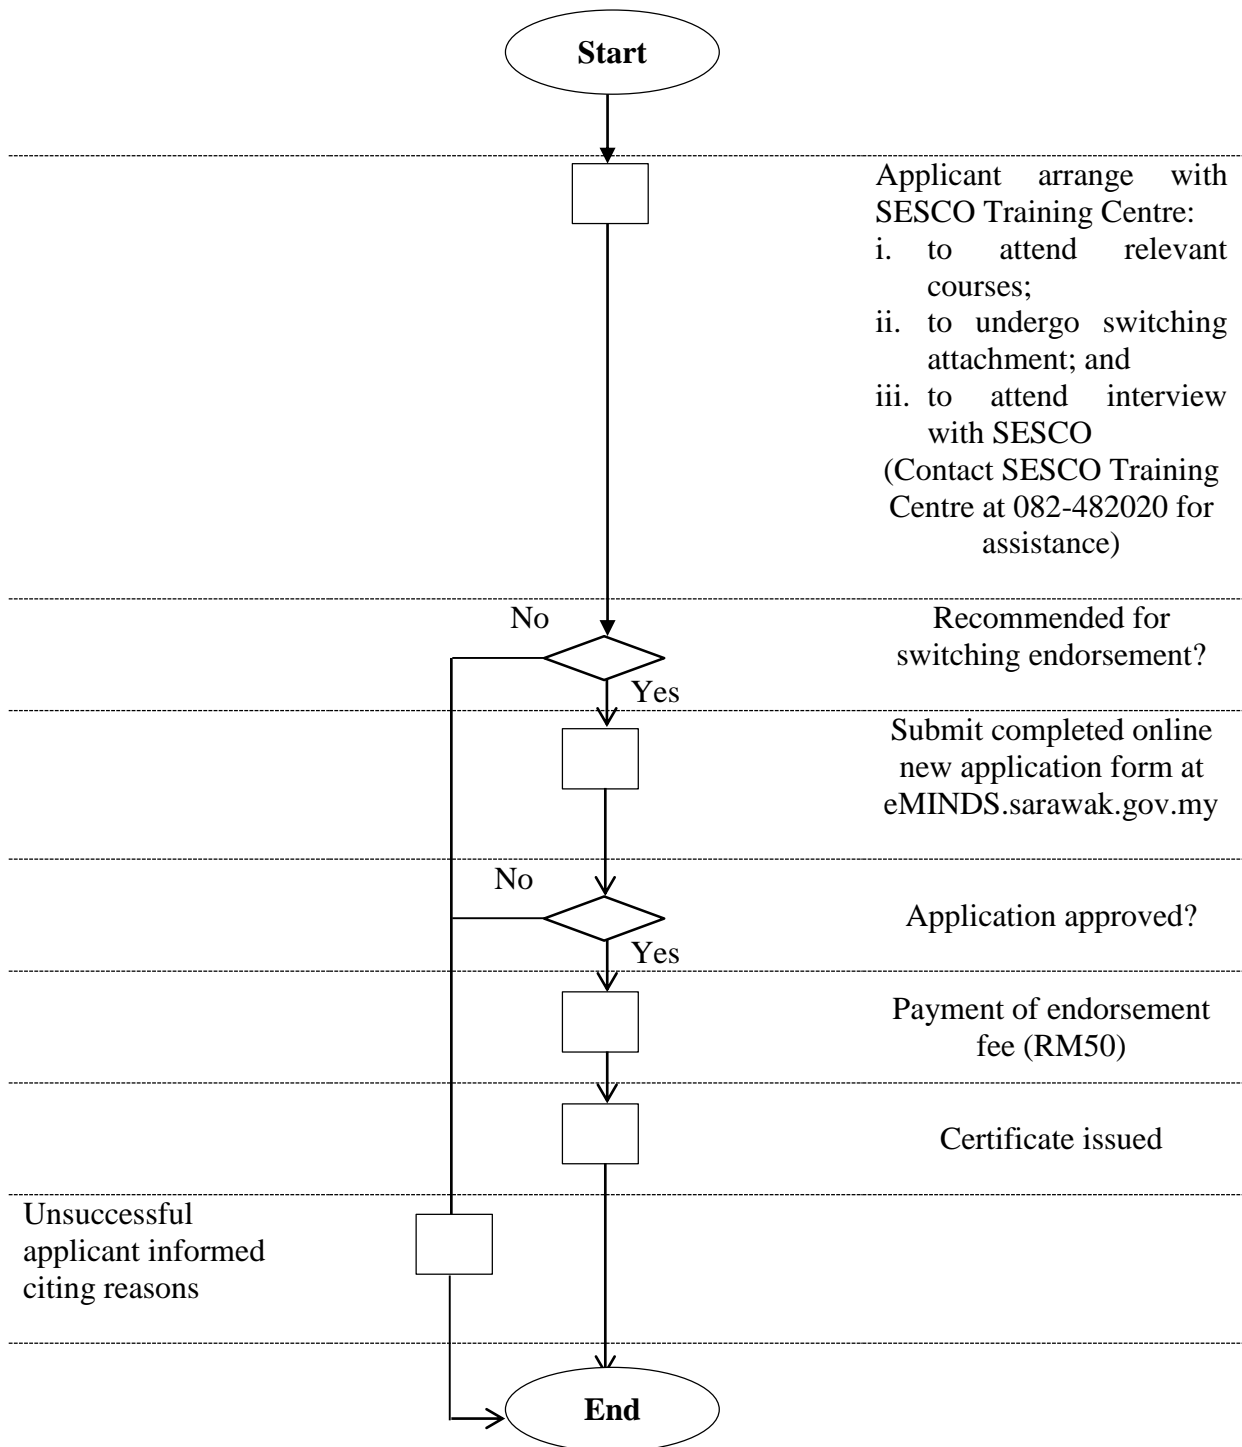 Start
Applicant arrange with
SESCO Training Centre:
i. to attend relevant
courses;
ii. to undergo switching
attachment; and
iii. to attend interview
with SESCO
(Contact SESCO Training
Centre at 082-482020 for
assistance)
No
Recommended for
switching endorsement?
Yes
Submit completed online
new application form at
eMINDS.sarawak.gov.my
No
Application approved?
Yes
Payment of endorsement
fee (RM50)
Certificate issued
Unsuccessful
applicant informed
citing reasons
End